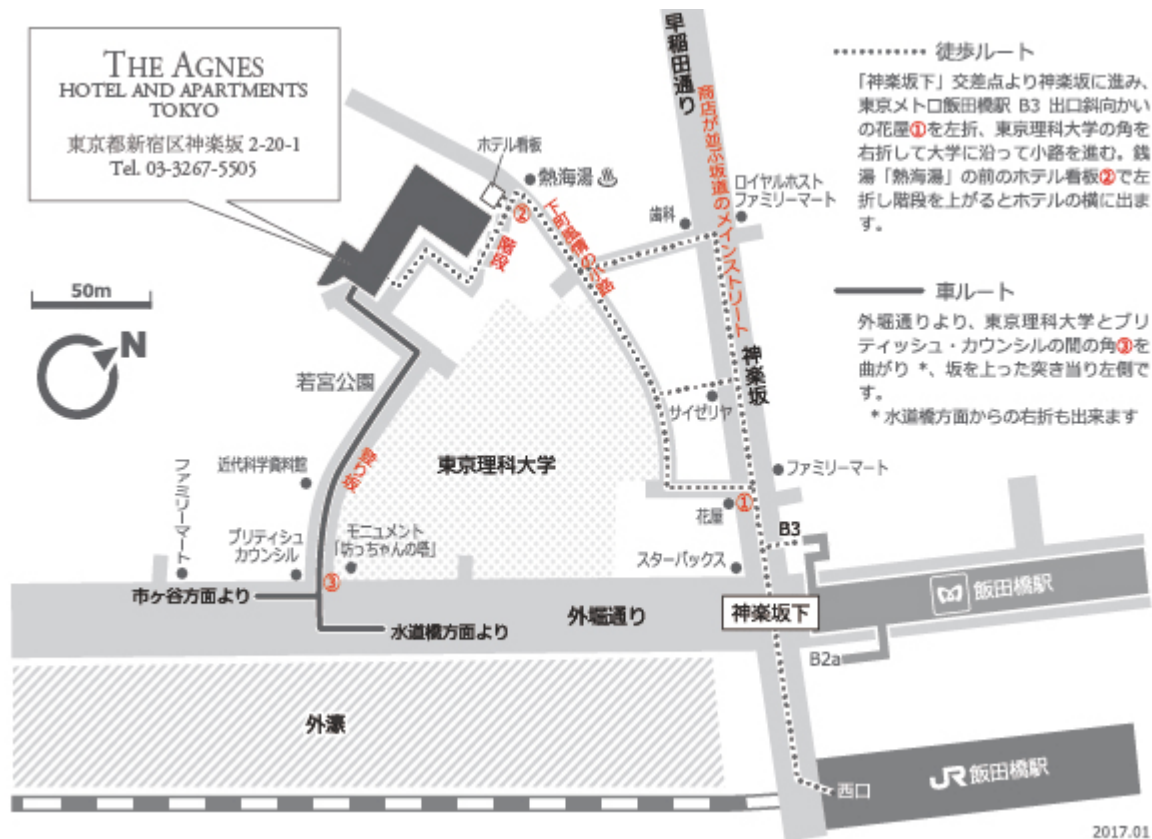 THE AGNES
HOTEL AND APARTMENTS
TOKYO
東京都新宿区神楽坂 2-20-1
Tel. 03-3267-5505
早稲田通り
商店が並ぶ坂道のメインストリート
徒歩ルート
「神楽坂下」交差点より神楽坂に進み、
東京メトロ飯田橋駅 B3 出口斜向かい
の花屋①を左折、東京理科大学の角を
右折して大学に沿って小路を進む。銭
湯「熱海湯」の前のホテル看板②で左
折し階段を上がるとホテルの横に出ま
す。
車ルート
外堀通りより、東京理科大学とブリ
ティッシュ・カウンシルの間の角③を
曲がり *、坂を上った突き当り左側で
す。
* 水道橋方面からの右折も出来ます
ホテル看板
熱海湯
②
階段
下町風情の小路
歯科
ロイヤルホスト
ファミリーマート
50m
N
若宮公園
神楽坂
サイゼリヤ
東京理科大学
登り坂
近代科学資料館
ファミリーマート
ファミリーマート
花屋
①
B3
ブリティシュ
カウンシル
モニュメント
「坊っちゃんの塔」
スターバックス
③
市ヶ谷方面より
水道橋方面より
外堀通り
神楽坂下
飯田橋駅
B2a
外濠
JR 飯田橋駅
西口
2017.01